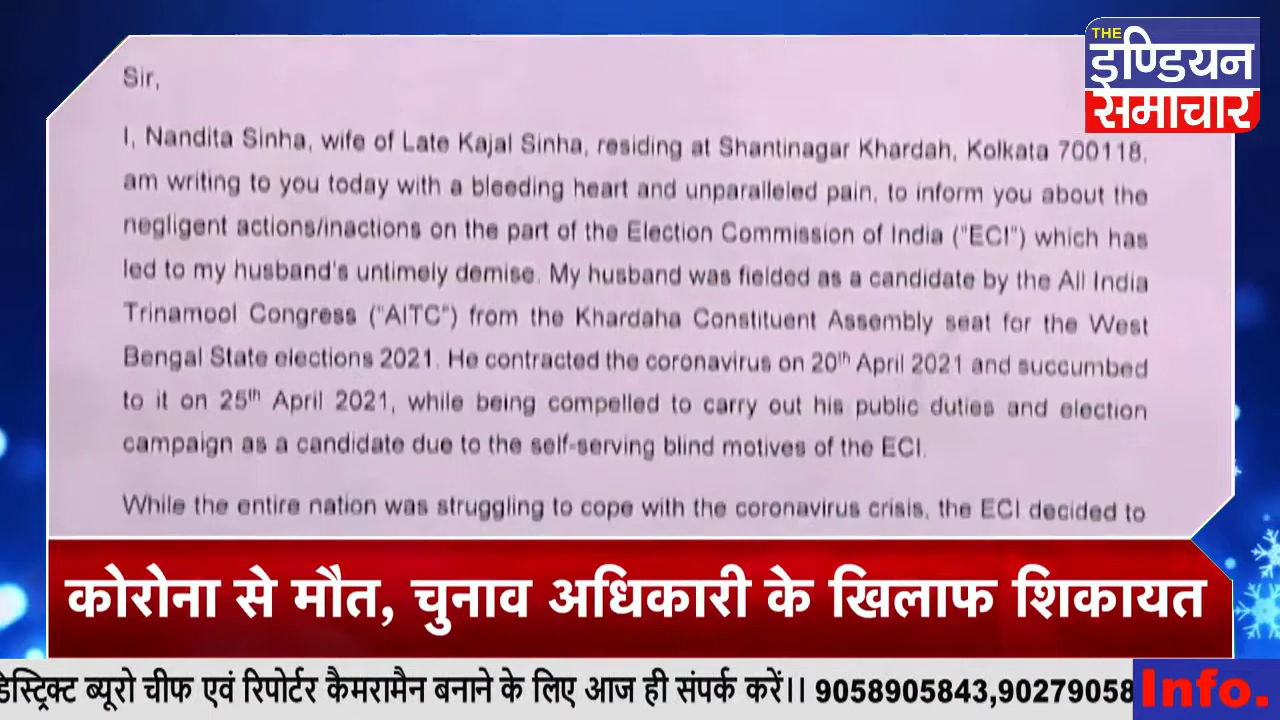 THE
इण्डियन
समाचार
Sir,
I, Nandita Sinha, wife of Late Kajal Sinha, residing at Shantinagar Khardah, Kolkata 700118,
am writing to you today with a bleeding heart and unparalleled pain, to inform you about the
negligent actions/inactions on the part of the Election Commission of India ("ECI") which has
led to my husband's untimely demise. My husband was fielded as a candidate by the All India
Trinamool Congress ("AITC") from the Khardaha Constituent Assembly seat for the West
Bengal State elections 2021. He contracted the coronavirus on 20th April 2021 and succumbed
to it on 25th April 2021, while being compelled to carry out his public duties and election
campaign as a candidate due to the self-serving blind motives of the ECI.
While the entire nation was struggling to cope with the coronavirus crisis, the ECI decided to
कोरोना से मौत, चुनाव अधिकारी के खिलाफ शिकायत
डिस्ट्रिक्ट ब्यूरो चीफ एवं रिपोर्टर कैमरामैन बनाने के लिए आज ही संपर्क करें।। 9058905843,90279058
Info.